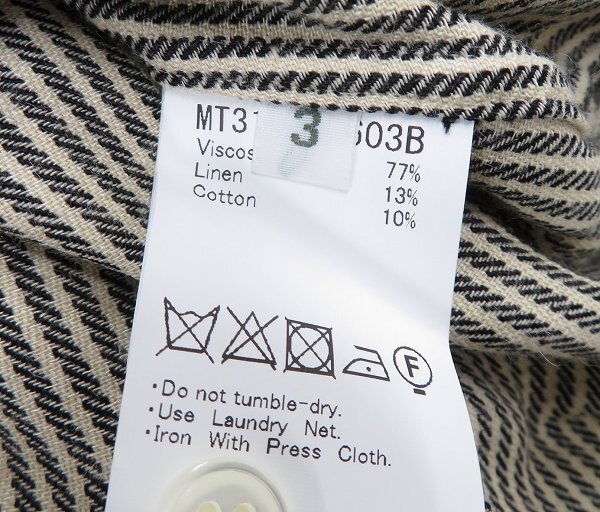 MT31 603B
3
Viscos 77%
Linen 13%
Cotton 10%
F
·Do not tumble-dry.
·Use Laundry Net.
·Iron With Press Cloth.